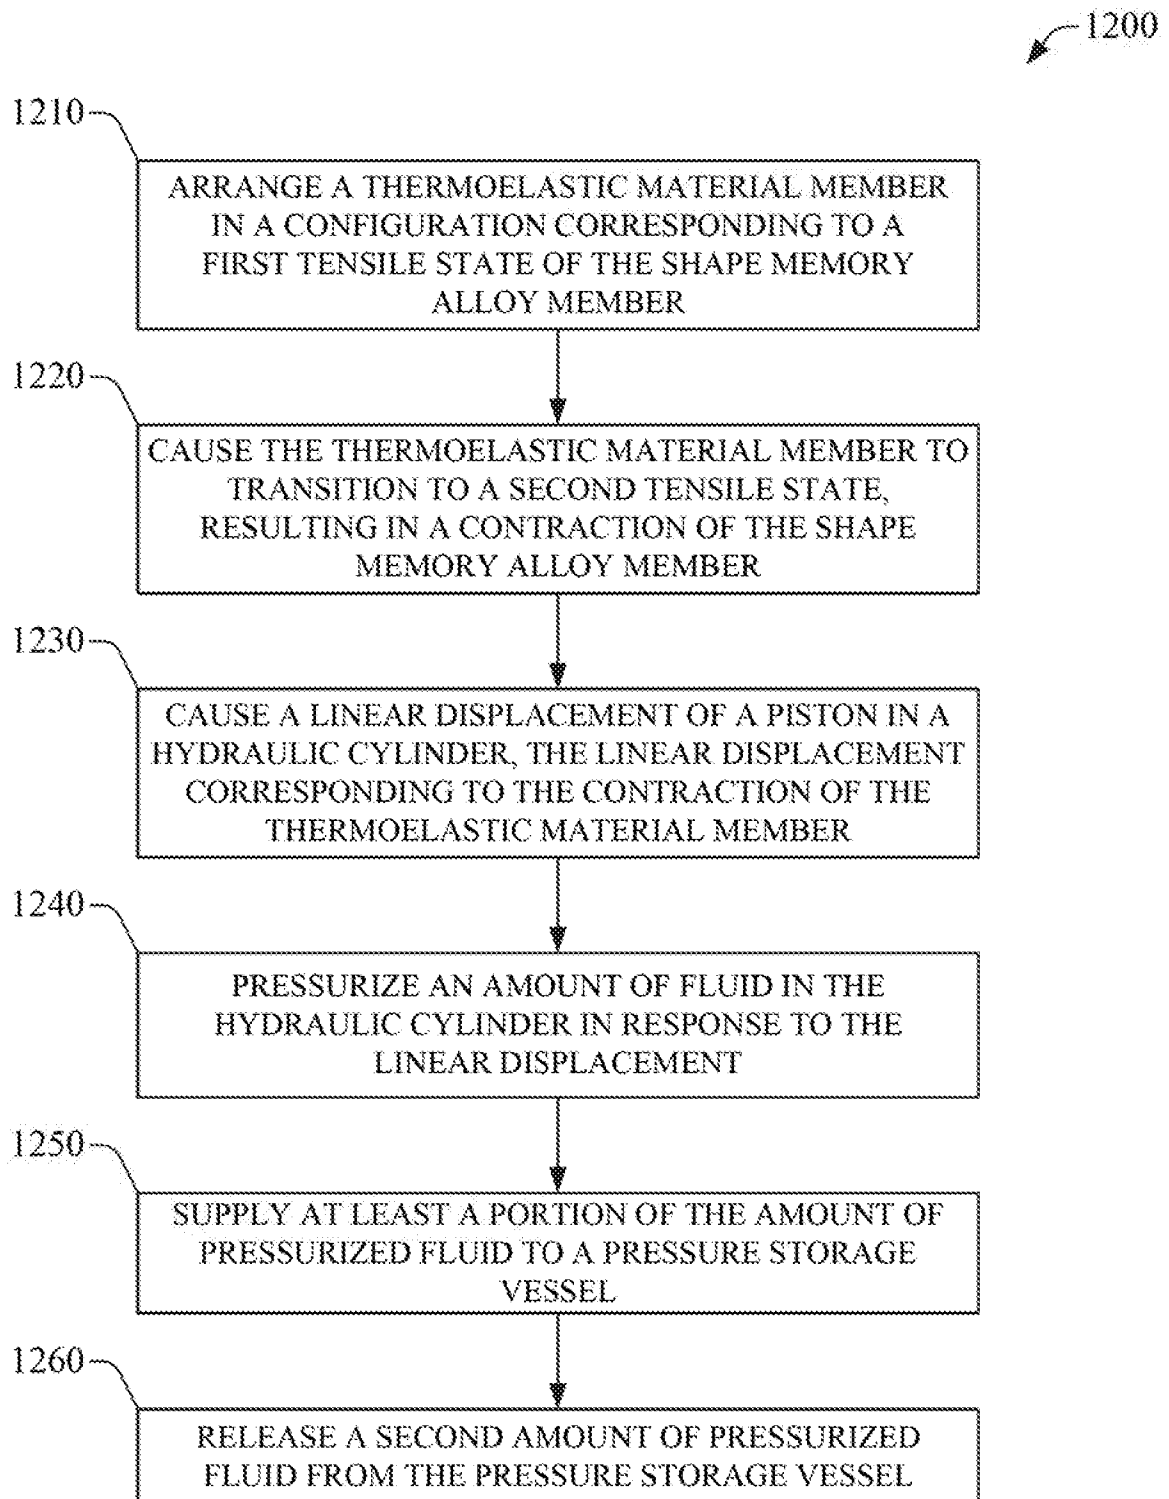 1200
1210
ARRANGE A THERMOELASTIC MATERIAL MEMBER
IN A CONFIGURATION CORRESPONDING TO A
FIRST TENSILE STATE OF THE SHAPE MEMORY
ALLOY MEMBER
1220
CAUSE THE THERMOELASTIC MATERIAL MEMBER TO
TRANSITION TO A SECOND TENSILE STATE,
RESULTING IN A CONTRACTION OF THE SHAPE
MEMORY ALLOY MEMBER
1230
CAUSE A LINEAR DISPLACEMENT OF A PISTON IN A
HYDRAULIC CYLINDER, THE LINEAR DISPLACEMENT
CORRESPONDING TO THE CONTRACTION OF THE
THERMOELASTIC MATERIAL MEMBER
1240
PRESSURIZE AN AMOUNT OF FLUID IN THE
HYDRAULIC CYLINDER IN RESPONSE TO THE
LINEAR DISPLACEMENT
1250
SUPPLY AT LEAST A PORTION OF THE AMOUNT OF
PRESSURIZED FLUID TO A PRESSURE STORAGE
VESSEL
1260
RELEASE A SECOND AMOUNT OF PRESSURIZED
FLUID FROM THE PRESSURE STORAGE VESSEL